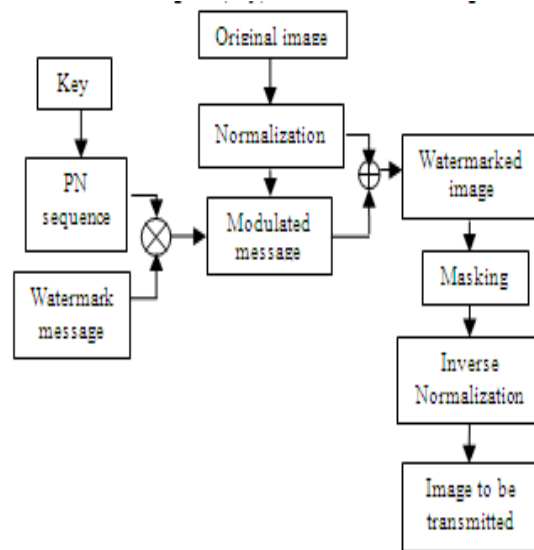 Original image
Key
Normalization
PN
sequence
Watermarked
image
Modulated
message
Watermark
message
Masking
Inverse
Normalization
Image to be
transmitted